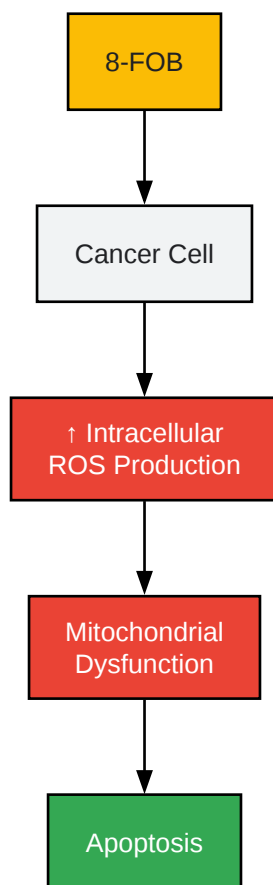 8-FOB
Cancer Cell
↑ Intracellular
ROS Production
Mitochondrial
Dysfunction
Apoptosis